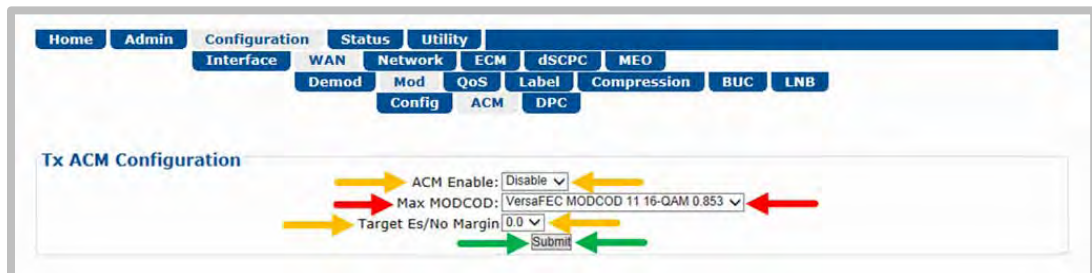 Home Admin Configuration Status Utility
Interface WAN Network ECM dSCPC MEO
Demod Mod QoS Label Compression BUC LNB
Config ACM DPC
Tx ACM Configuration
ACM Enable: Disable
Max MODCOD: VersaFEC MODCOD 11 16-QAM 0.853
Target Es/No Margin 0.0
Submit